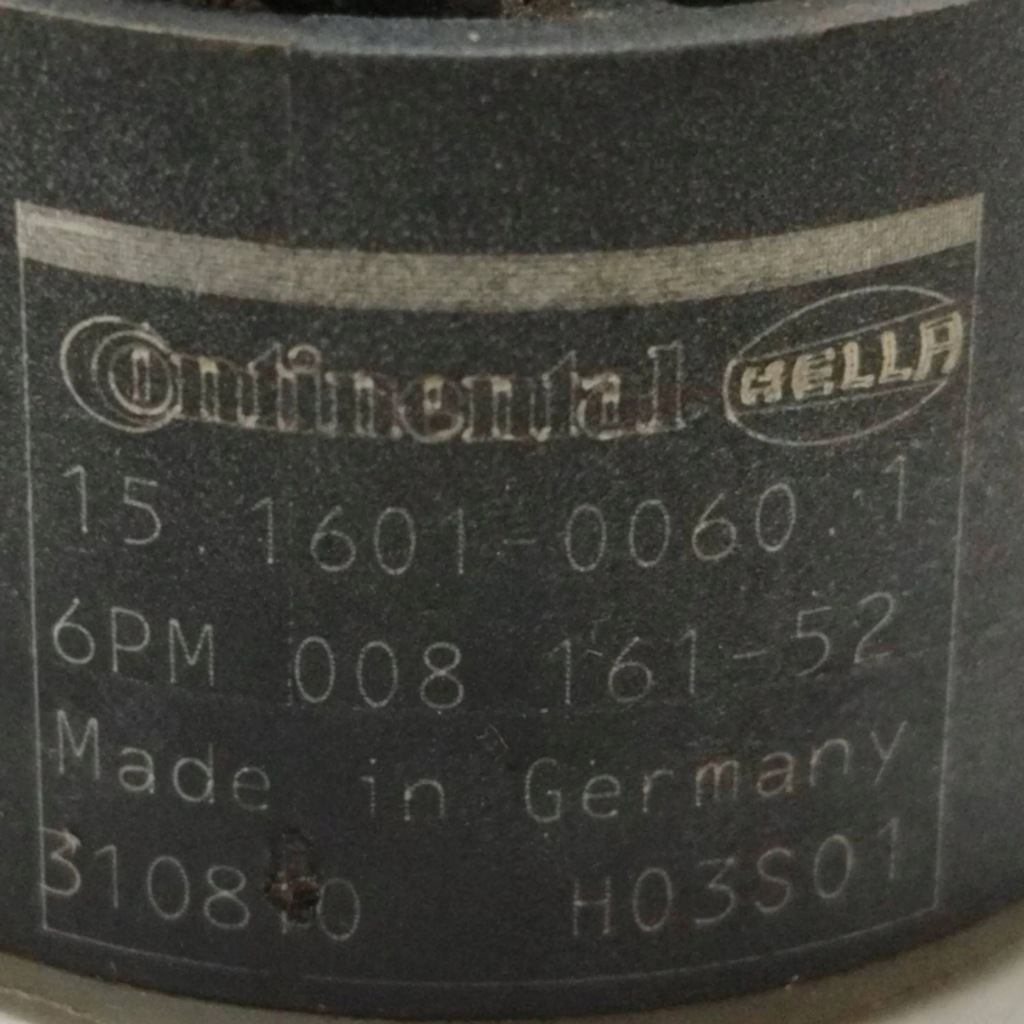 Continental HELLA
15.1601-0060.1
6PM 008 161-52
Made in Germany
H03S01